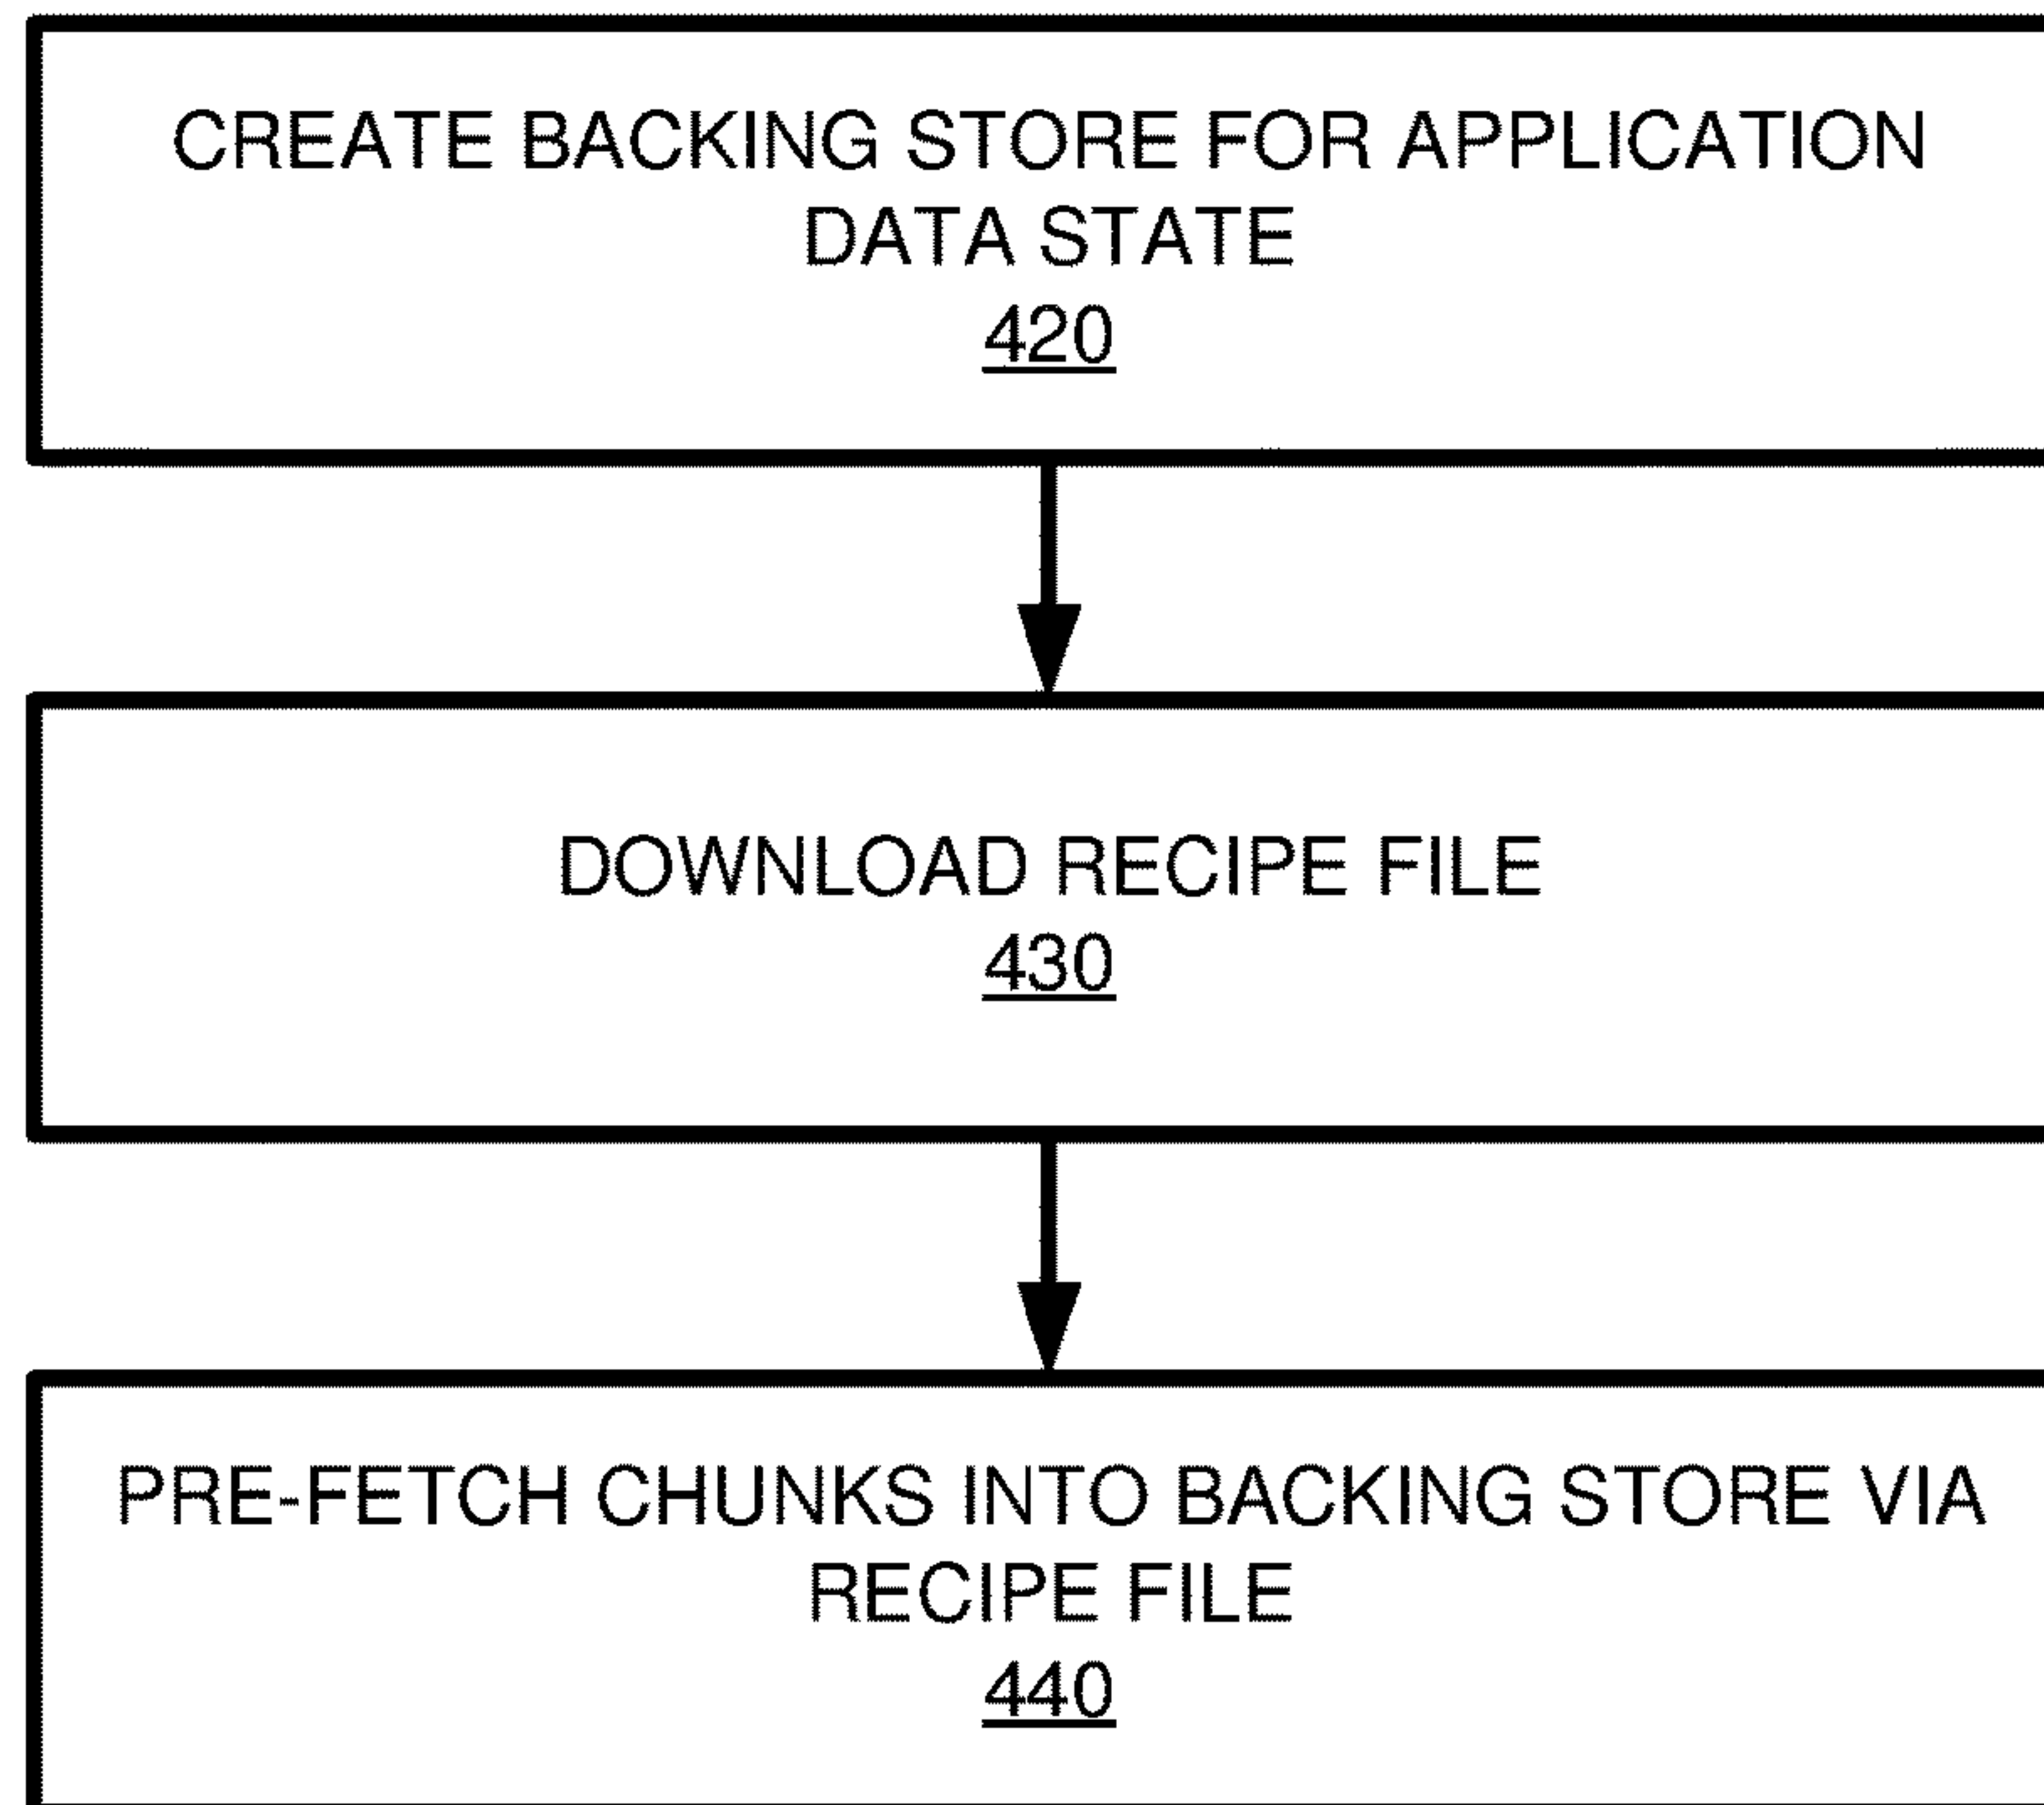 CREATE BACKING STORE FOR APPLICATION
DATA STATE
420
DOWNLOAD RECIPE FILE
430
PRE-FETCH CHUNKS INTO BACKING STORE VIA
RECIPE FILE
440